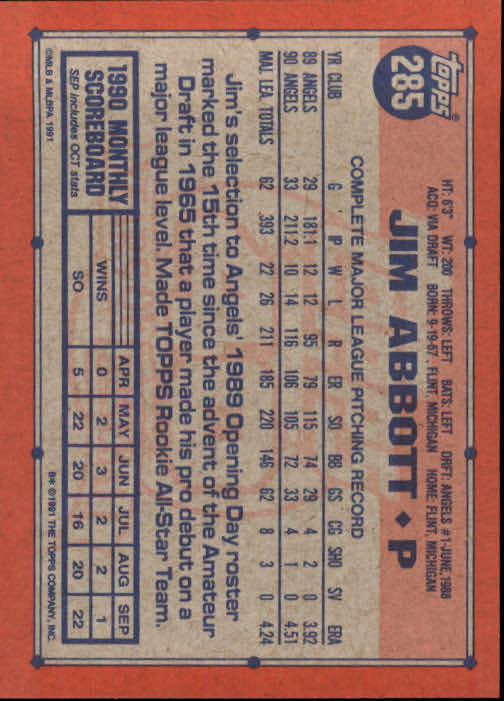 topps®
285
JIM ABBOTT ♦ P
HT: 6'3" WT: 200 THROWS: LEFT BATS: LEFT DRFT: ANGELS #1-JUNE, 1988
ACQ: VIA DRAFT BORN: 9-19-67, FLINT, MICHIGAN HOME: FLINT, MICHIGAN
COMPLETE MAJOR LEAGUE PITCHING RECORD
YR CLUB G IP W L R ER SO BB GS CG SHO SV ERA
89 ANGELS 29 181.1 12 12 95 79 115 74 29 4 2 0 3.92
90 ANGELS 33 211.2 10 14 116 106 105 72 33 4 1 0 4.51
MAJ. LEA. TOTALS 62 393 22 26 211 185 220 146 62 8 3 0 4.24
Jim's selection to Angels' 1989 Opening Day roster
marked the 15th time since the advent of the Amateur
Draft in 1965 that a player made his pro debut on a
major league level. Made TOPPS Rookie All-Star Team.
1990 MONTHLY
SCOREBOARD
SEP Includes OCT stats
APR MAY JUN JUL AUG SEP
WINS 0 2 3 2 2 1
SO 5 22 20 16 20 22
©MLB & MLBPA 1991
B* ©1991 THE TOPPS COMPANY, INC.